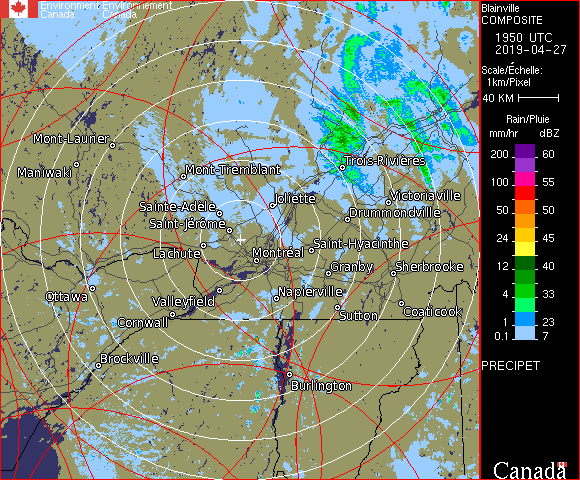 Environment Environnement
Canada Canada
Blainville
COMPOSITE
1950 UTC
2019-04-27
Scale/Échelle:
1km/Pixel
40 KM
Rain/Pluie
mm/hr dBZ
200 60
100 55
50 50
24 45
12 40
4 33
1 23
0.1 7
PRECIPET
Canada
Mont-Laurier
Maniwaki
Mont-Tremblant
Trois-Rivières
Sainte-Adèle
Joliette
Victoriaville
Saint-Jérôme
Drummondville
Lachute
Montréal
Saint-Hyacinthe
Granby
Sherbrooke
Ottawa
Valleyfield
Napierville
Cornwall
Sutton
Coaticook
Brockville
Burlington